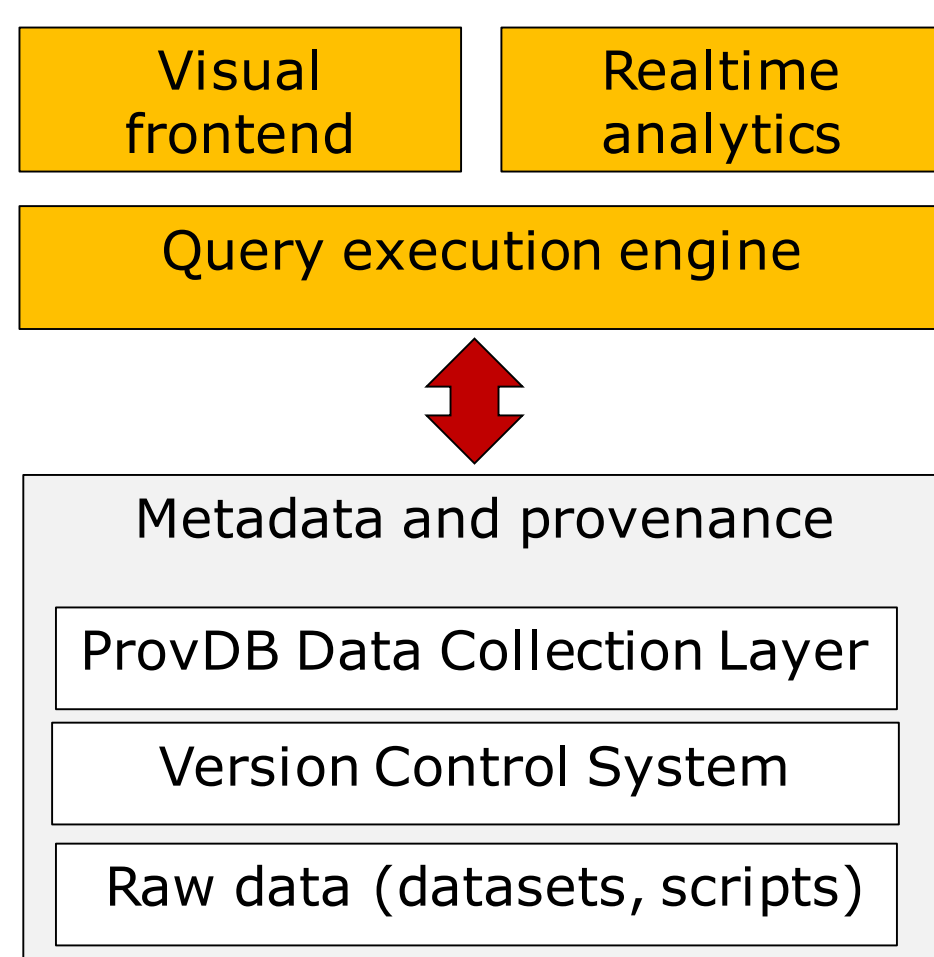 Visual
frontend
Realtime
analytics
Query execution engine
Metadata and provenance
ProvDB Data Collection Layer
Version Control System
Raw data (datasets, scripts)